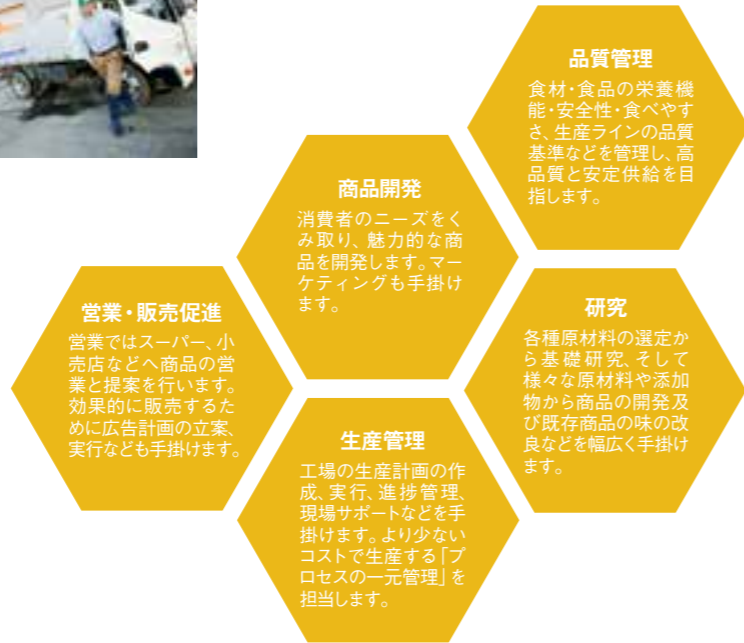 品質管理
食材・食品の栄養機
能・安全性・食べやす
さ、生産ラインの品質
基準などを管理し、高
品質と安定供給を目
指します。
商品開発
消費者のニーズをく
み取り、魅力的な商
品を開発します。マー
ケティングも手掛け
ます。
営業・販売促進
営業ではスーパー、小
売店などへ商品の営
業と提案を行います。
効果的に販売するた
めに広告計画の立案、
実行なども手掛けます。
研究
各種原材料の選定か
ら基礎研究、そして
様々な原材料や添加
物から商品の開発及
び既存商品の味の改
良などを幅広く手掛け
ます。
生産管理
工場の生産計画の作
成、実行、進捗管理、
現場サポートなどを手
掛けます。より少ない
コストで生産する「プ
ロセスの一元管理」を
担当します。